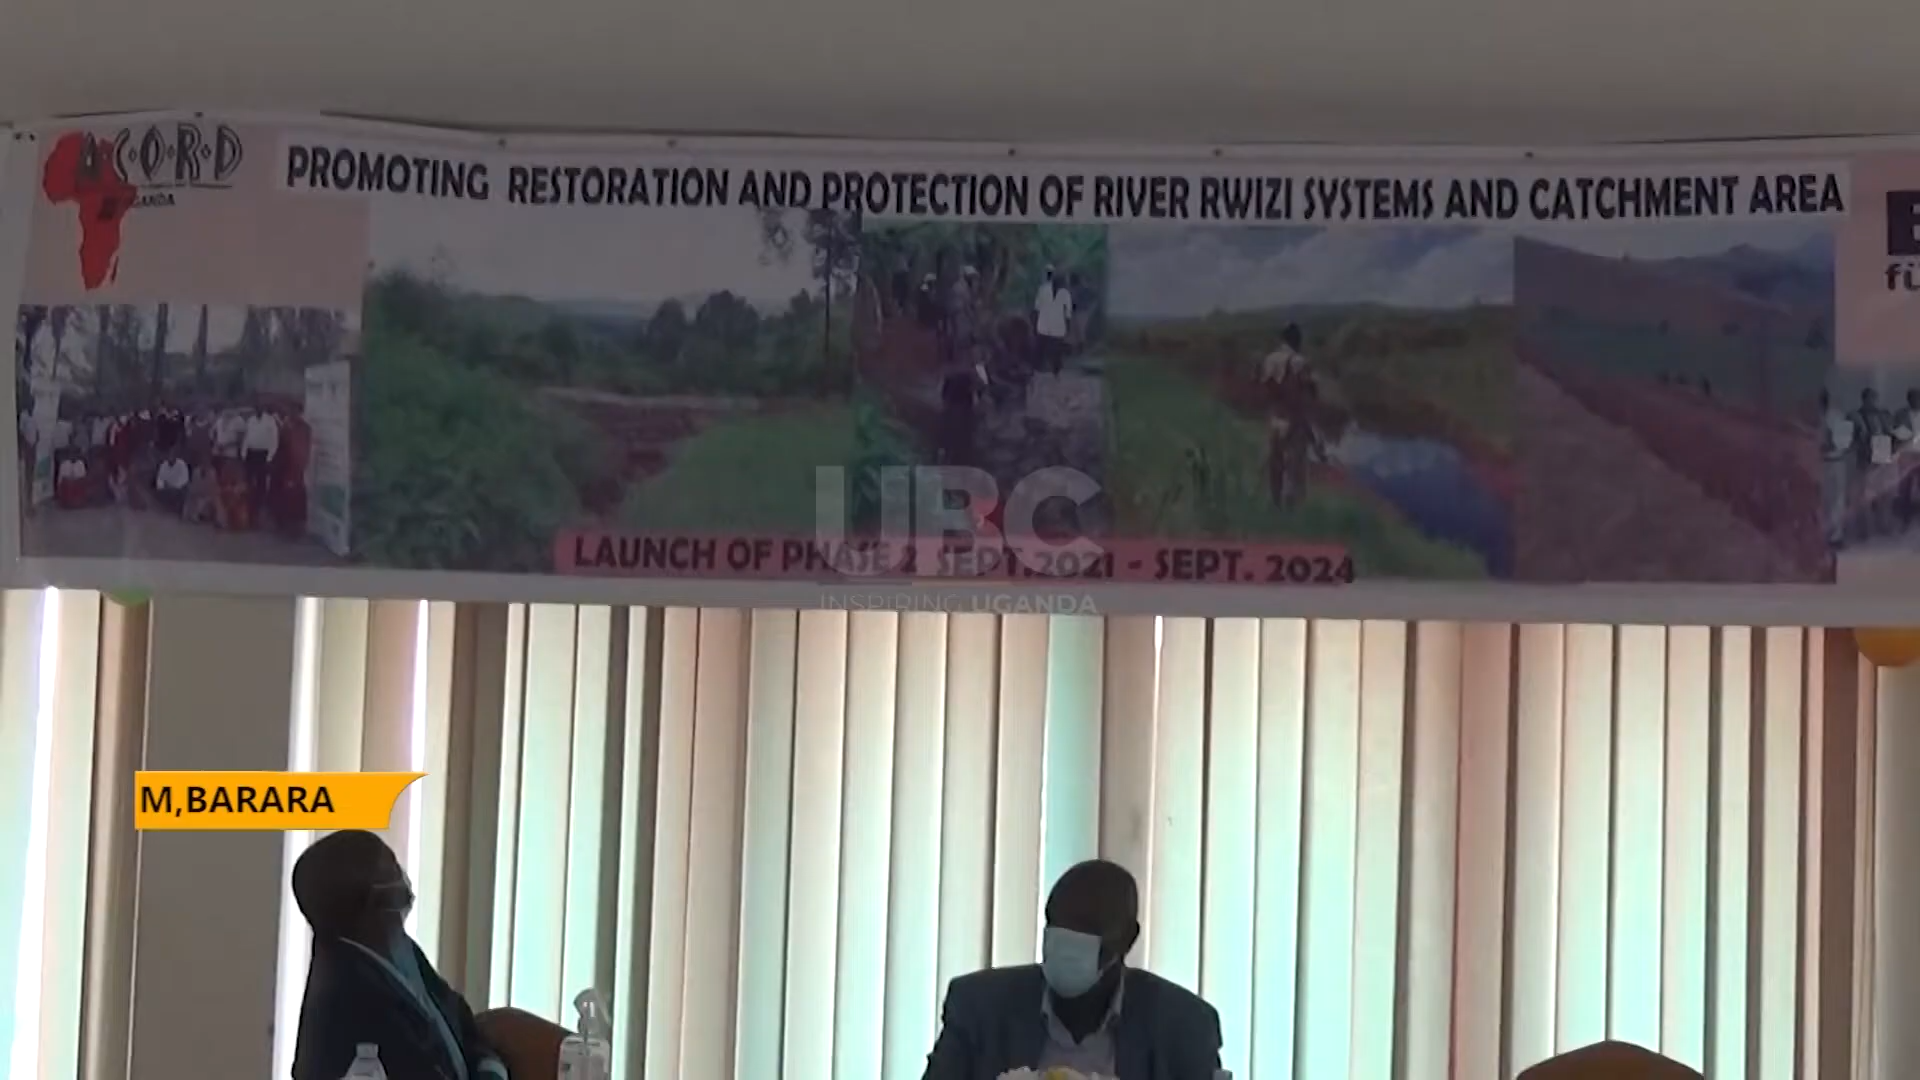 A·C·O·R·D
UGANDA
PROMOTING RESTORATION AND PROTECTION OF RIVER RWIZI SYSTEMS AND CATCHMENT AREA
LAUNCH OF PHASE 2 SEPT.2021 - SEPT. 2024
UBC
INSPIRING UGANDA
M,BARARA